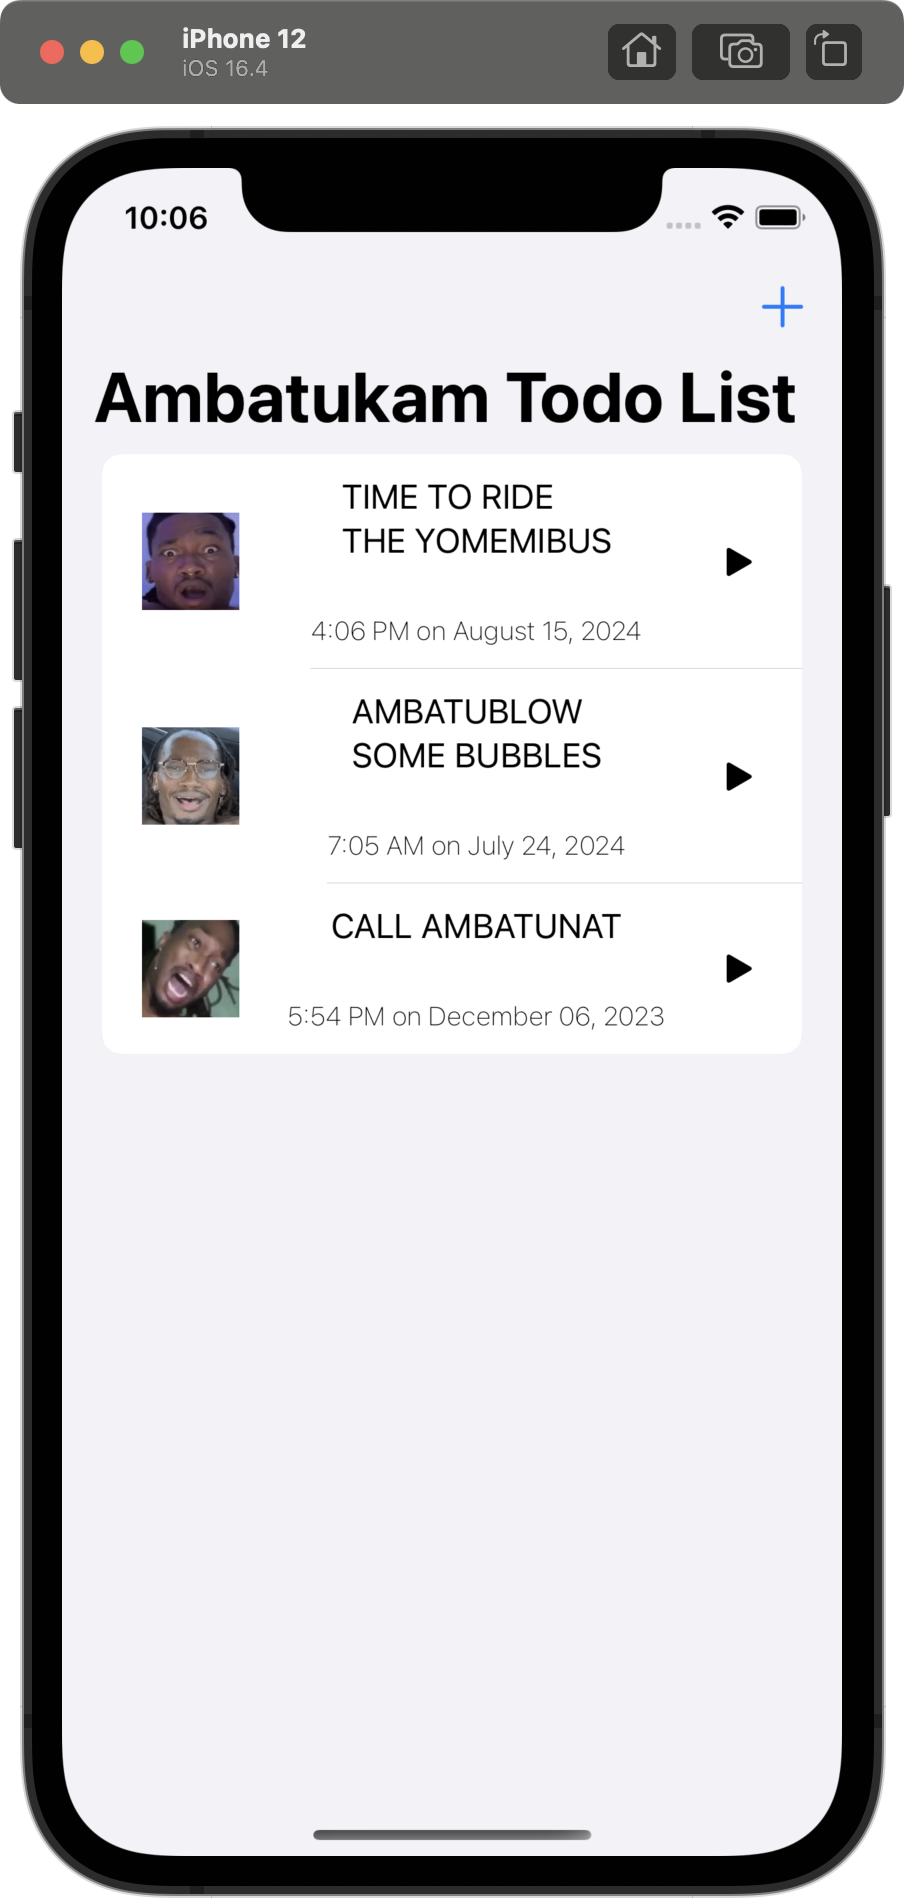 iPhone 12
iOS 16.4
10:06
Ambatukam Todo List
TIME TO RIDE
THE YOMEMIBUS
4:06 PM on August 15, 2024
AMBATUBLOW
SOME BUBBLES
7:05 AM on July 24, 2024
CALL AMBATUNAT
5:54 PM on December 06, 2023